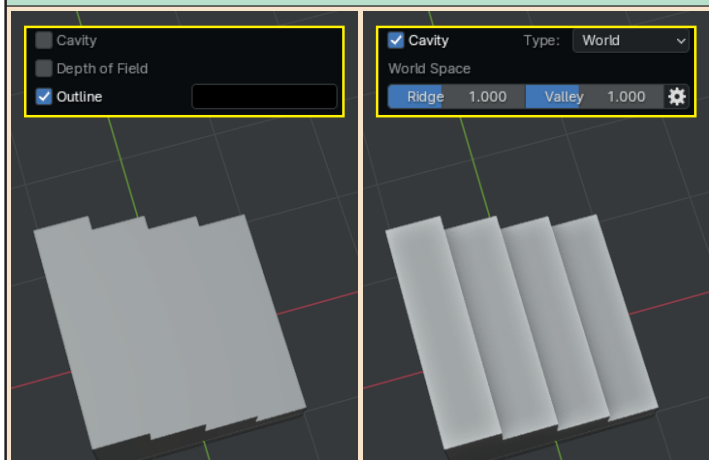 Cavity
Depth of Field
Outline
Cavity Type: World
World Space
Ridge 1.000 Valley 1.000